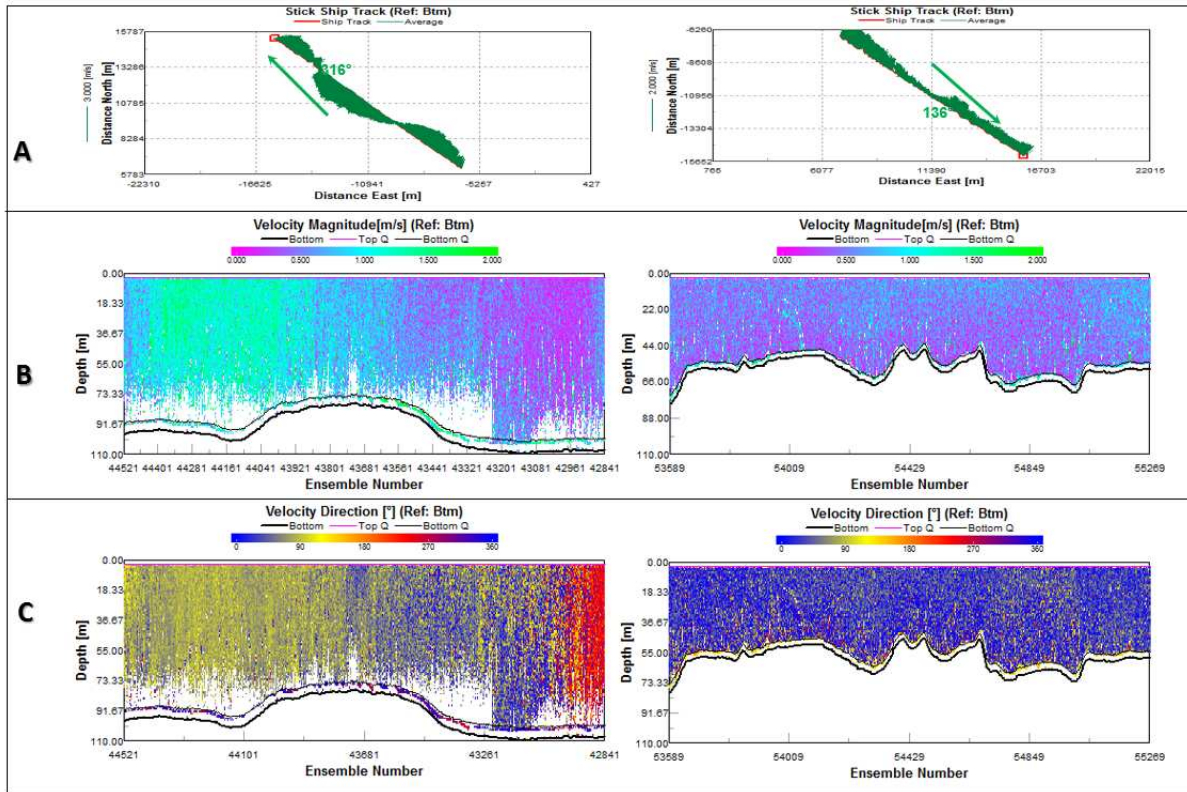 A
Stick Ship Track (Ref: Btm)
Ship Track Average
3.000 [m/s]
Distance North [m]
15787
13286
10785
8284
5783
316°
-22310 -16625 -10941 -5257 427
Distance East [m]
Stick Ship Track (Ref: Btm)
Ship Track Average
2.000 [m/s]
Distance North [m]
-6260
-8608
-10956
-13304
-15652
136°
766 6077 11390 16703 22015
Distance East [m]
B
Velocity Magnitude[m/s] (Ref: Btm)
Bottom Top Q Bottom Q
0.000 0.500 1.000 1.500 2.000
Depth [m]
0.00
18.33
36.67
55.00
73.33
91.67
110.00
44521 44401 44281 44161 44041 43921 43801 43681 43561 43441 43321 43201 43081 42961 42841
Ensemble Number
Velocity Magnitude[m/s] (Ref: Btm)
Bottom Top Q Bottom Q
0.000 0.500 1.000 1.500 2.000
Depth [m]
0.00
22.00
44.00
66.00
88.00
110.00
53589 54009 54429 54849 55269
Ensemble Number
C
Velocity Direction [°] (Ref: Btm)
Bottom Top Q Bottom Q
0 90 180 270 360
Depth [m]
0.00
18.33
36.67
55.00
73.33
91.67
110.00
44521 44101 43681 43261 42841
Ensemble Number
Velocity Direction [°] (Ref: Btm)
Bottom Top Q Bottom Q
0 90 180 270 360
Depth [m]
0.00
18.33
36.67
55.00
73.33
91.67
110.00
53589 54009 54429 54849 55269
Ensemble Number